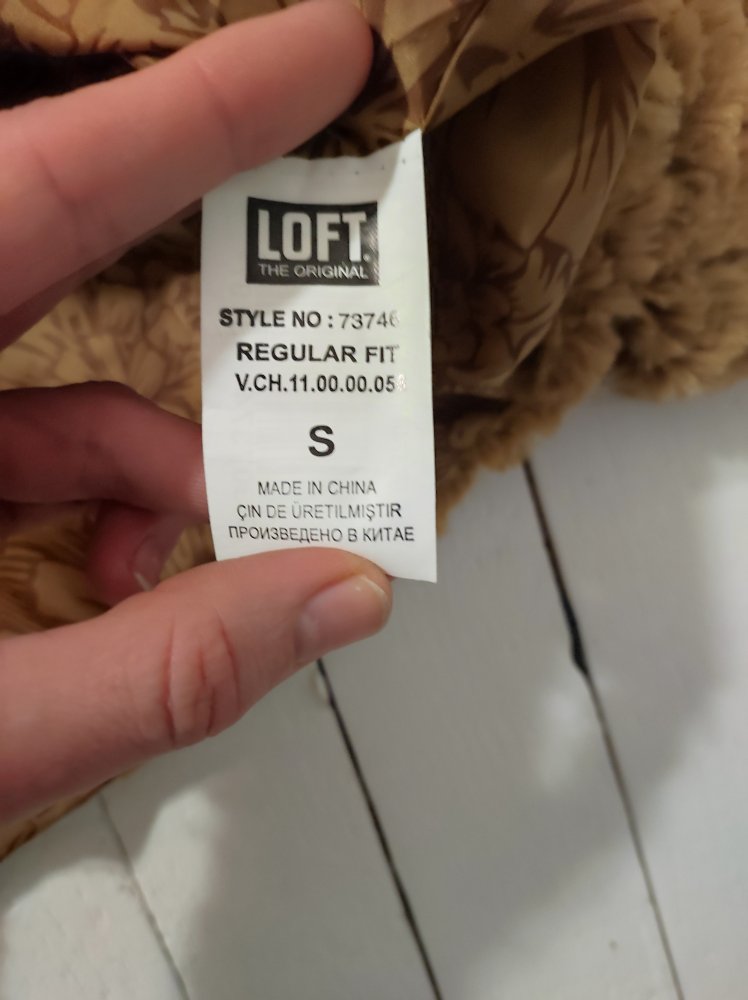 LOFT.
THE ORIGINAL
STYLE NO : 73746
REGULAR FIT
V.CH.11.00.00.05
S
MADE IN CHINA
ÇIN DE ÜRETILMIŞTIR
ПРОИЗВЕДЕНО В КИТАЕ